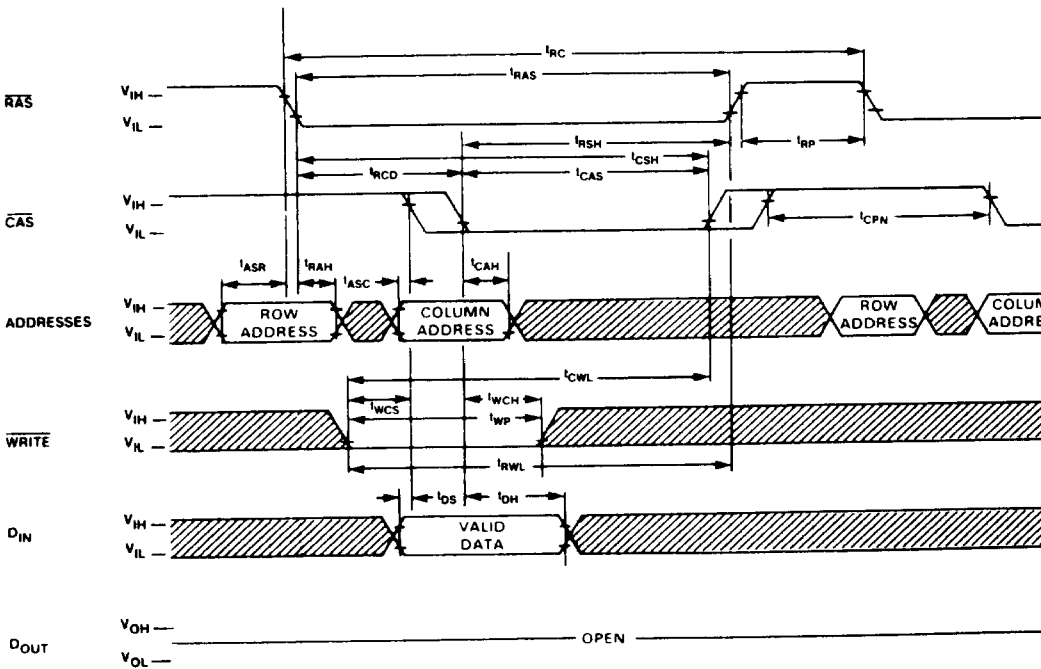 tRC
tRAS
RAS
VIH
VIL
tRSH
tRP
tCSH
tRCD
tCAS
CAS
VIH
VIL
tCPN
tASR
tRAH
tASC
tCAH
ADDRESSES
VIH
VIL
ROW
ADDRESS
COLUMN
ADDRESS
ROW
ADDRESS
COLUM
ADDRE
tCWL
tWCS
tWCH
tWP
WRITE
VIH
VIL
tRWL
tDS
tDH
DIN
VIH
VIL
VALID
DATA
DOUT
VOH
VOL
OPEN